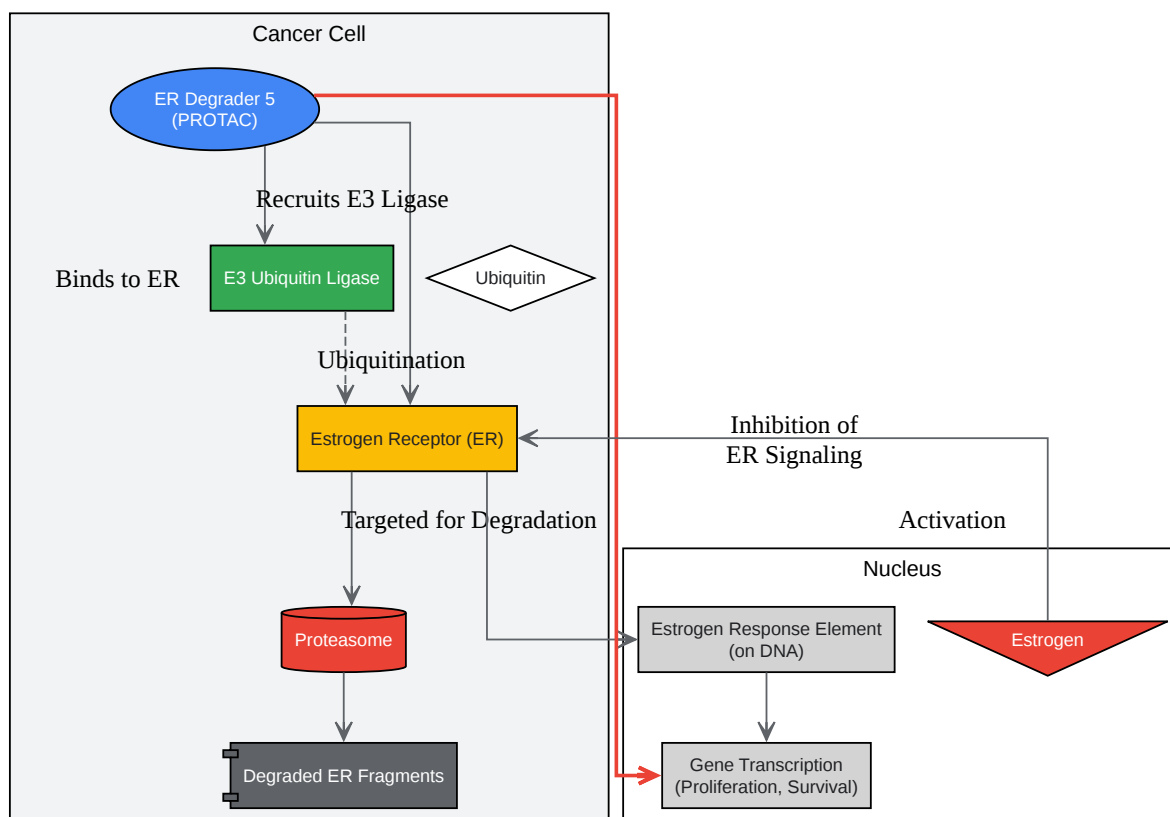 Cancer Cell
ER Degrader 5
(PROTAC)
Recruits E3 Ligase
Binds to ER
E3 Ubiquitin Ligase
Ubiquitin
Ubiquitination
Estrogen Receptor (ER)
Inhibition of
ER Signaling
Targeted for Degradation
Activation
Nucleus
Proteasome
Estrogen Response Element
(on DNA)
Estrogen
Degraded ER Fragments
Gene Transcription
(Proliferation, Survival)